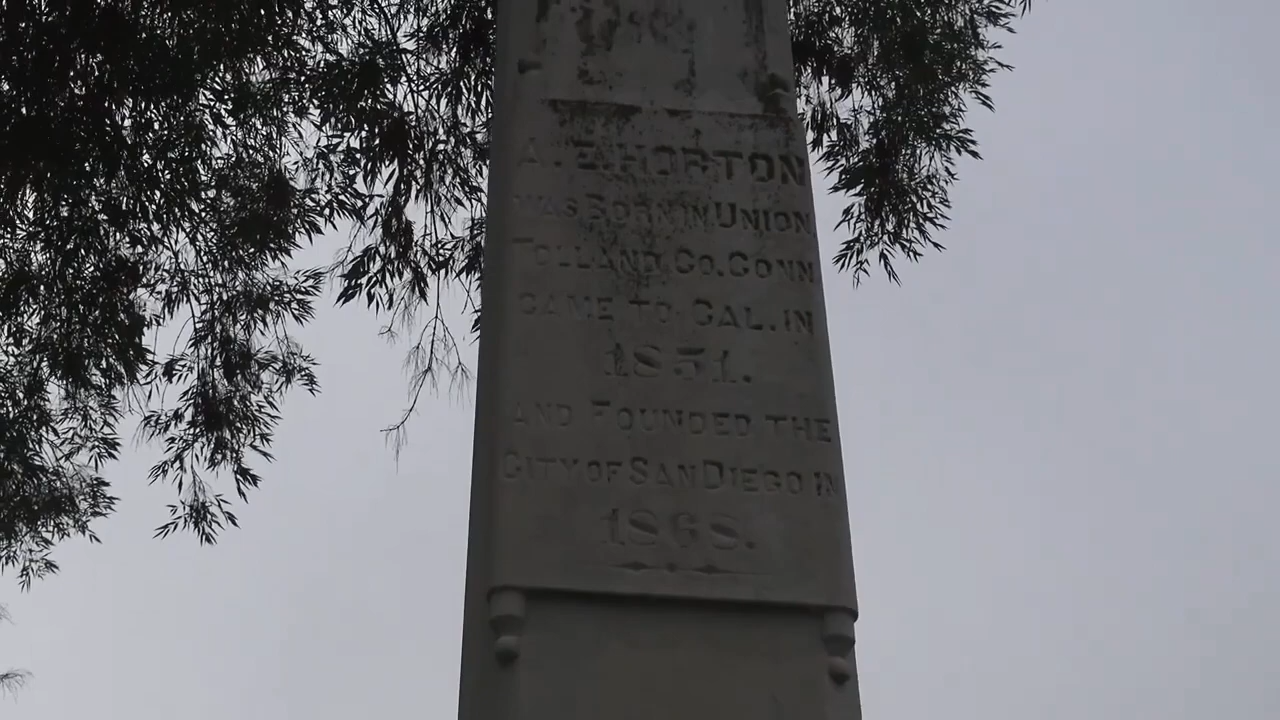 A. E. HORTON
WAS BORN IN UNION
TOLLAND CO. CONN
CAME TO CAL. IN
1851.
AND FOUNDED THE
CITY OF SAN DIEGO IN
1868.